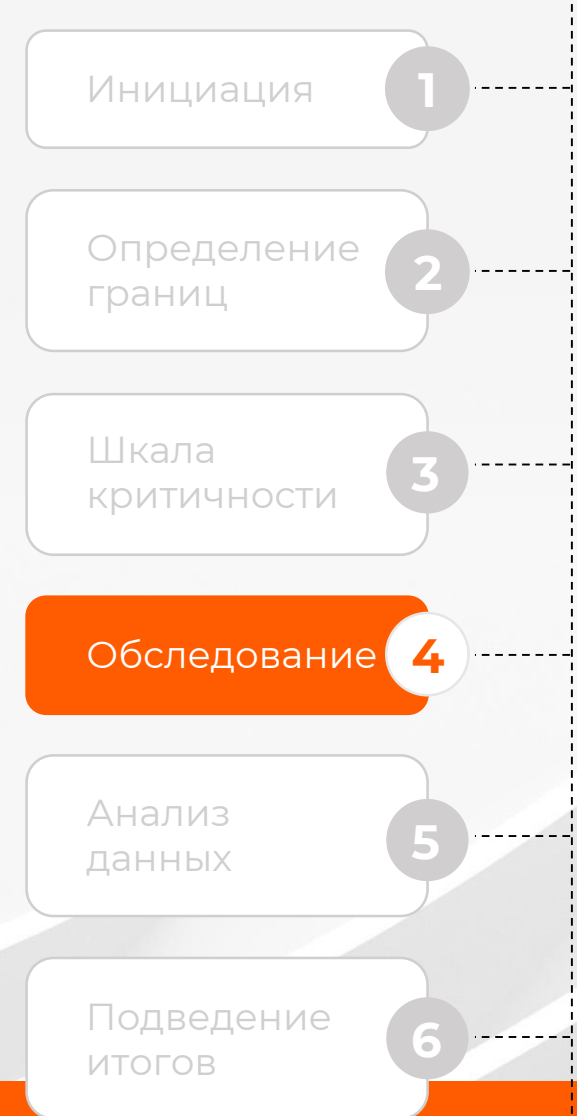 Инициация 1
Определение
границ 2
Шкала
критичности 3
Обследование 4
Анализ
данных 5
Подведение
итогов 6